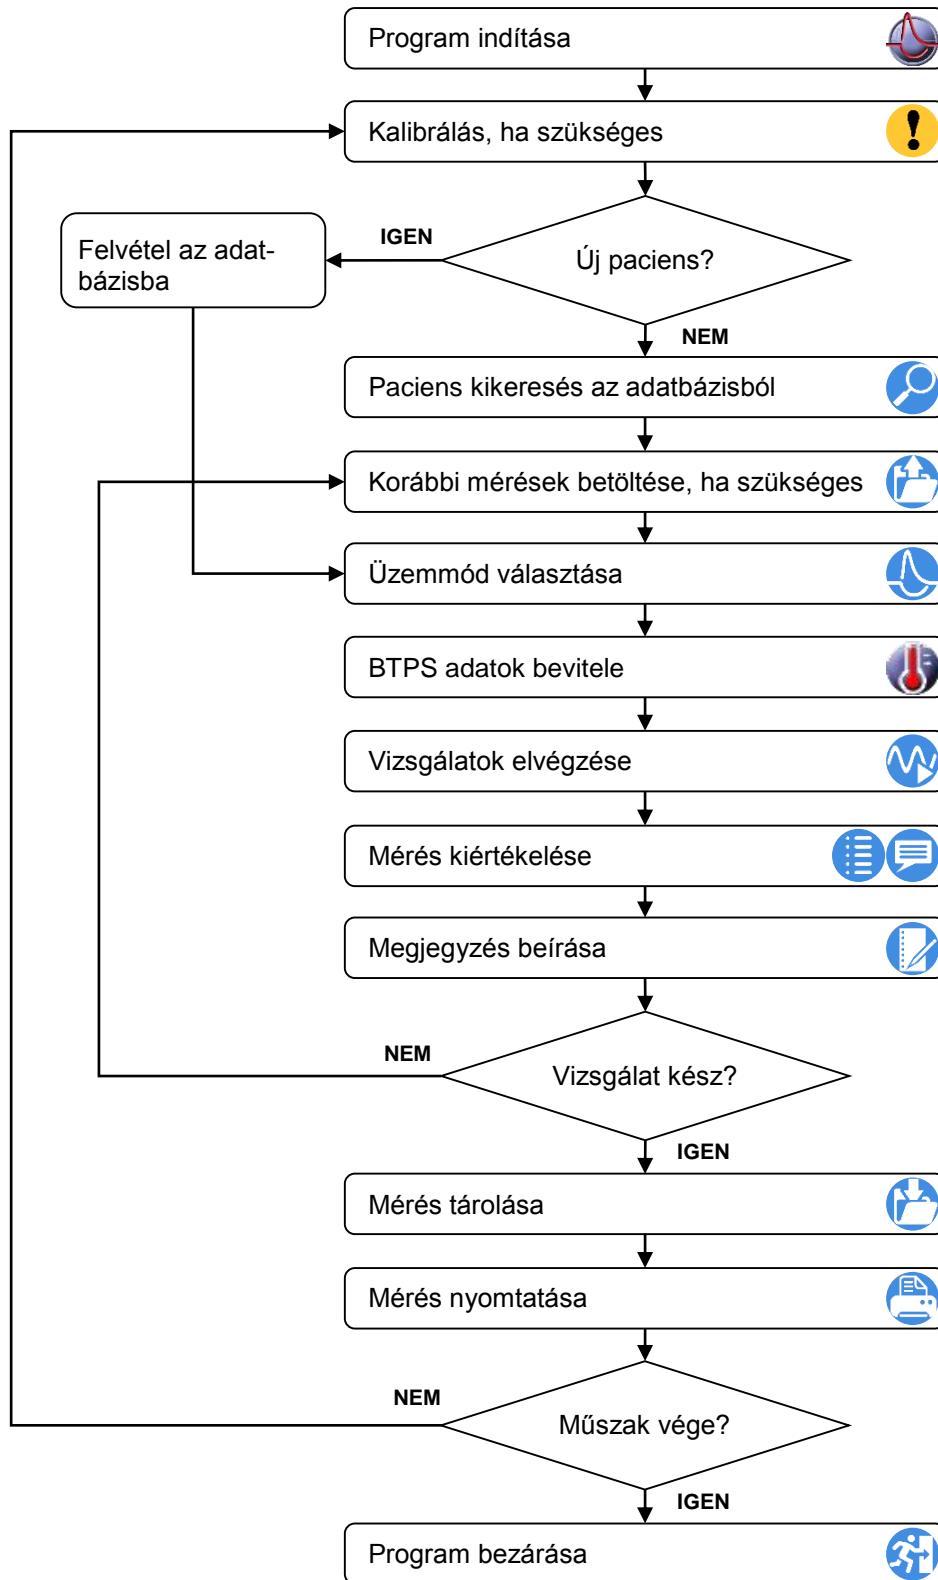 Program indítása
Kalibrálás, ha szükséges
IGEN
Felvétel az adat-
bázisba
Új paciens?
NEM
Paciens kikeresés az adatbázisból
Korábbi mérések betöltése, ha szükséges
Üzemmód választása
BTPS adatok bevitele
Vizsgálatok elvégzése
Mérés kiértékelése
Megjegyzés beírása
NEM
Vizsgálat kész?
IGEN
Mérés tárolása
Mérés nyomtatása
NEM
Műszak vége?
IGEN
Program bezárása